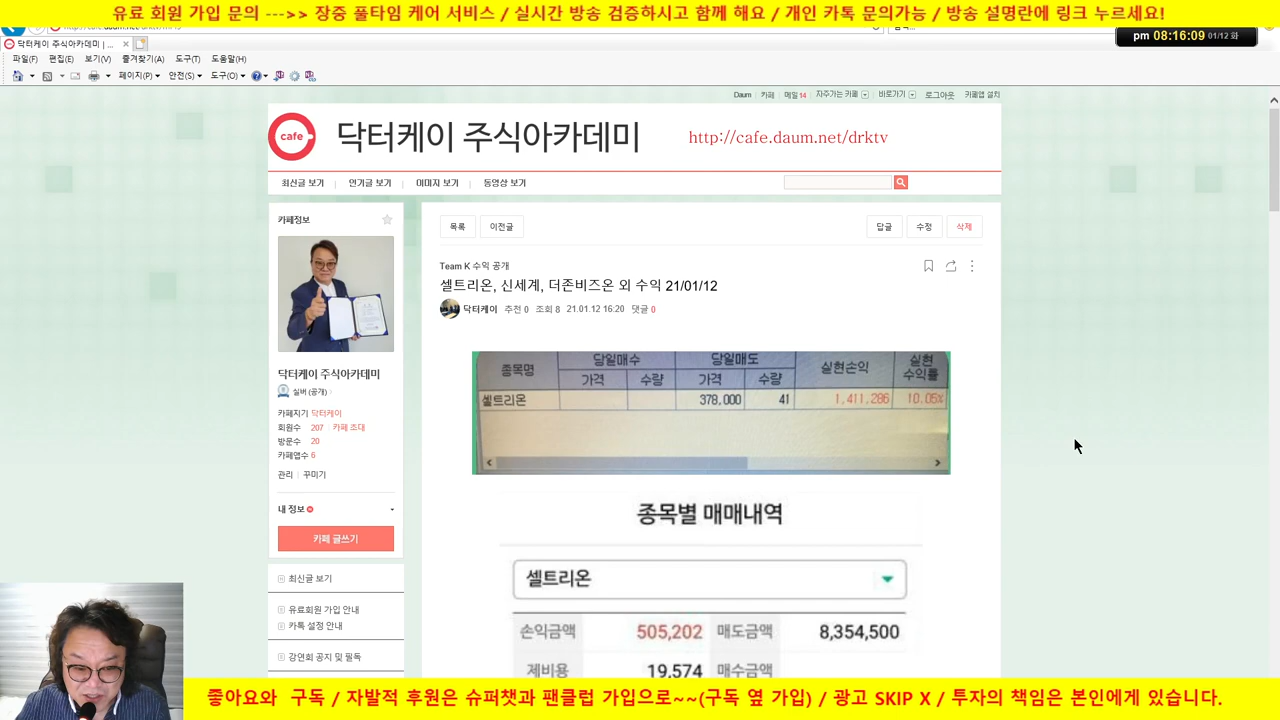 유료 회원 가입 문의 --->> 장중 풀타임 케어 서비스 / 실시간 방송 검증하시고 함께 해요 / 개인 카톡 문의가능 / 방송 설명란에 링크 누르세요!
pm 08:16:09 01/12 화
닥터케이 주식아카데미 | ...
파일(F) 편집(E) 보기(V) 즐겨찾기(A) 도구(T) 도움말(H)
페이지(P) 안전(S) 도구(O)
Daum 카페 메일 14 자주가는 카페 바로가기 로그아웃 카페앱 설치
cafe 닥터케이 주식아카데미 http://cafe.daum.net/drktv
최신글 보기 인기글 보기 이미지 보기 동영상 보기
카페정보
목록 이전글 답글 수정 삭제
Team K 수익 공개
셀트리온, 신세계, 더존비즈온 외 수익 21/01/12
닥터케이 추천 0 조회 8 21.01.12 16:20 댓글 0
닥터케이 주식아카데미
실버 (공개)
카페지기 닥터케이
회원수 207 카페 초대
방문수 20
카페앱수 6
관리 꾸미기
내 정보
카페 글쓰기
최신글 보기
유료회원 가입 안내
카톡 설정 안내
강연회 공지 및 필독
종목명 당일매수 당일매도 실현손익 실현수익률
가격 수량 가격 수량
셀트리온 378,000 41 1,411,286 10.05%
종목별 매매내역
셀트리온
손익금액 505,202 매도금액 8,354,500
제비용 19,574 매수금액
좋아요와 구독 / 자발적 후원은 슈퍼챗과 팬클럽 가입으로~~(구독 옆 가입) / 광고 SKIP X / 투자의 책임은 본인에게 있습니다.